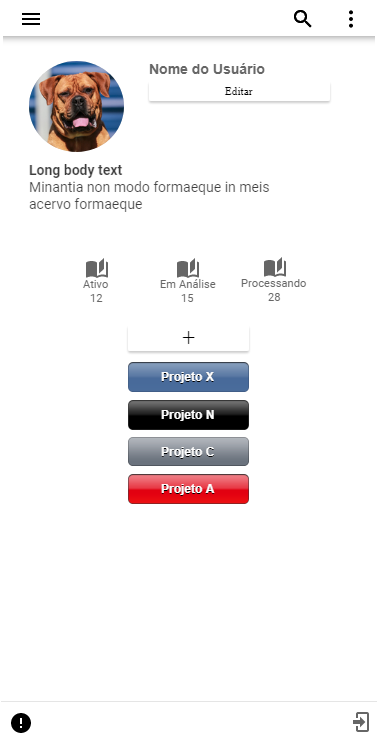 Nome do Usuário
Editar
Long body text
Minantia non modo formaeque in meis
acervo formaeque
Ativo
12
Em Análise
15
Processando
28
+
Projeto X
Projeto N
Projeto C
Projeto A